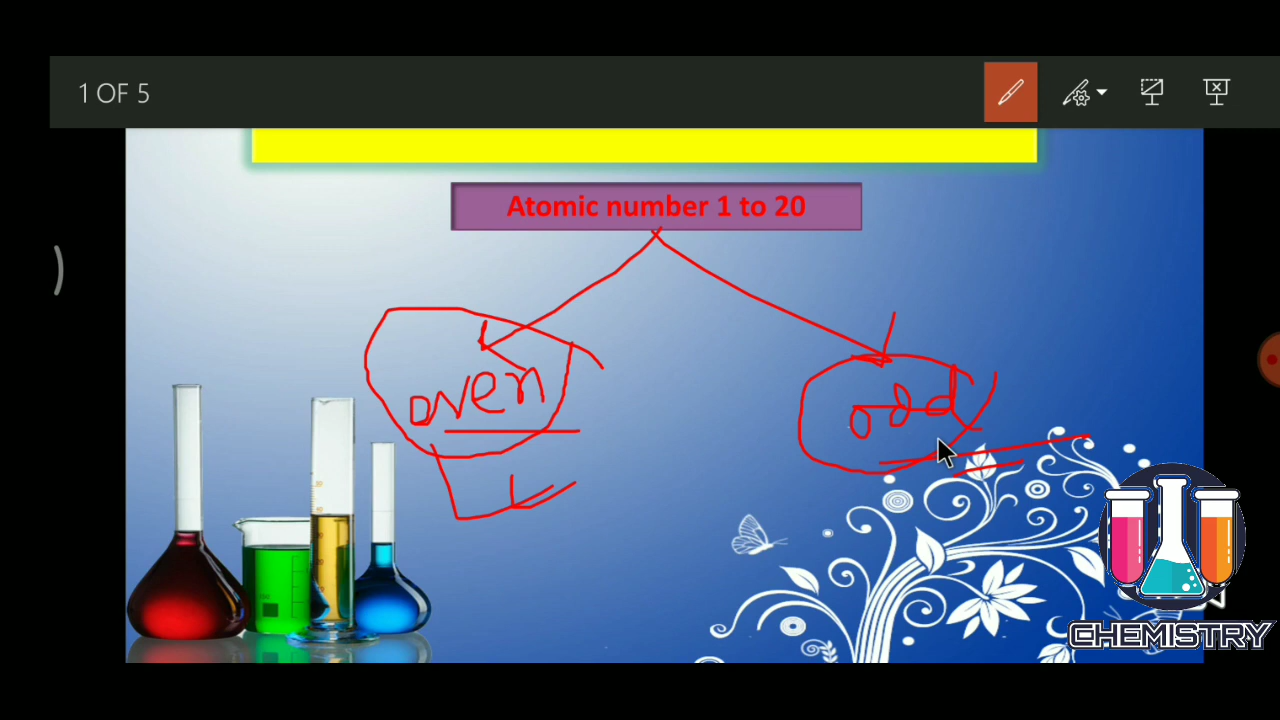 1 OF 5
Atomic number 1 to 20
even
odd
CHEMISTRY